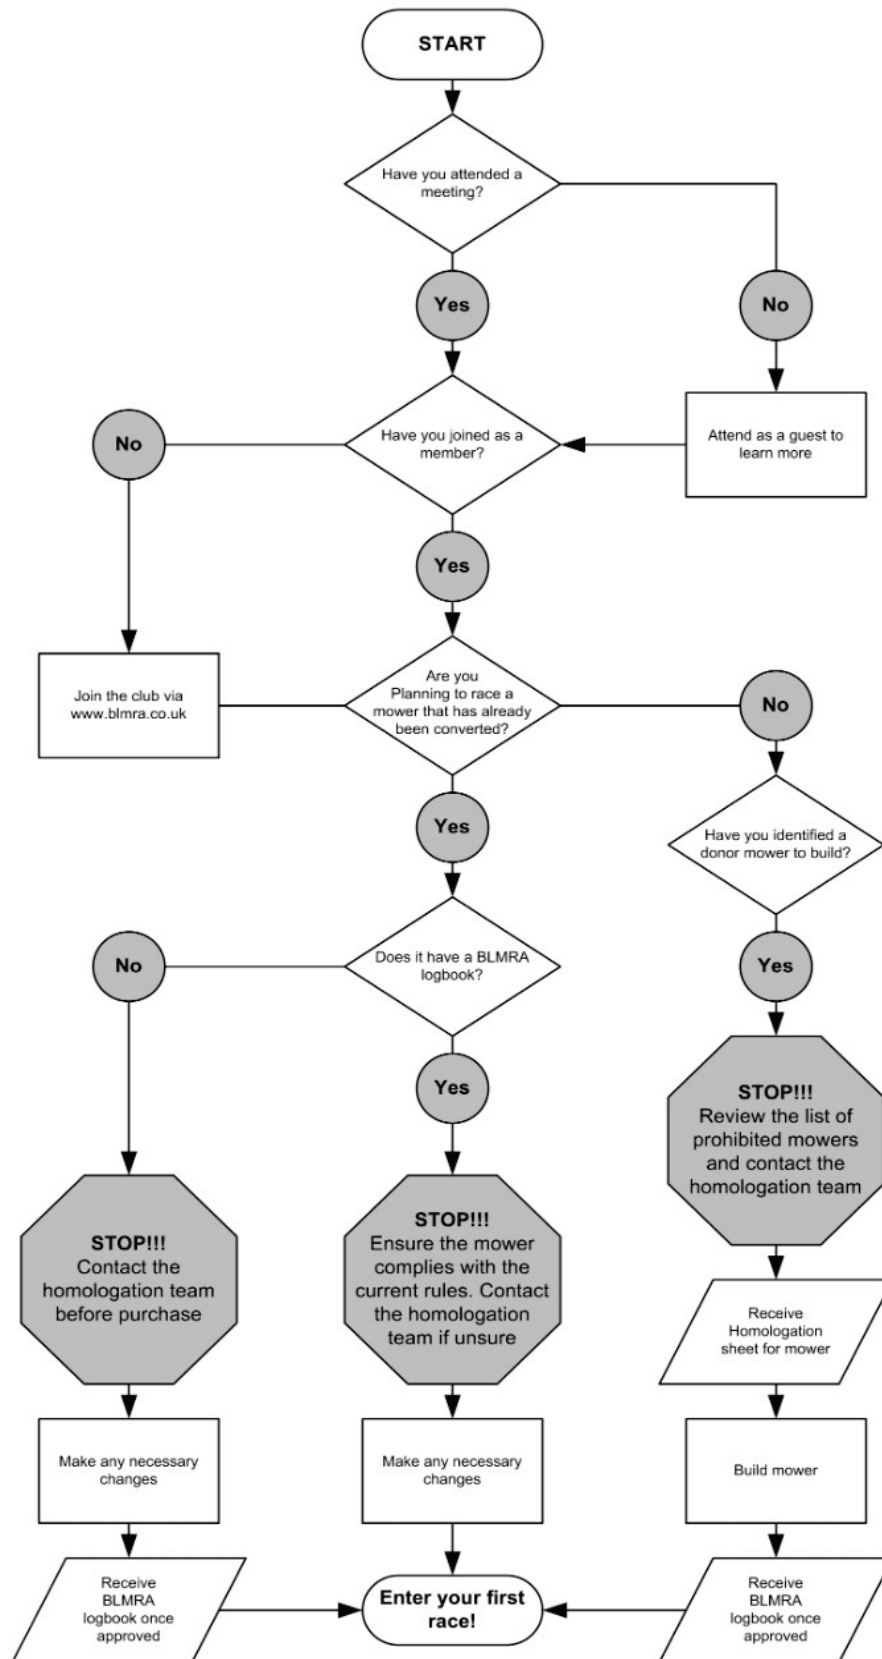 START
Have you attended a
meeting?
Yes
No
Have you joined as a
member?
No
Attend as a guest to
learn more
Yes
Join the club via
www.blmra.co.uk
Are you
Planning to race a
mower that has already
been converted?
No
Yes
Have you identified a
donor mower to build?
Does it have a BLMRA
logbook?
No
Yes
Yes
STOP!!!
Review the list of
prohibited mowers
and contact the
homologation team
STOP!!!
Contact the
homologation team
before purchase
STOP!!!
Ensure the mower
complies with the
current rules. Contact
the homologation
team if unsure
Receive
Homologation
sheet for mower
Make any necessary
changes
Make any necessary
changes
Build mower
Receive
BLMRA
logbook once
approved
Enter your first
race!
Receive
BLMRA
logbook once
approved